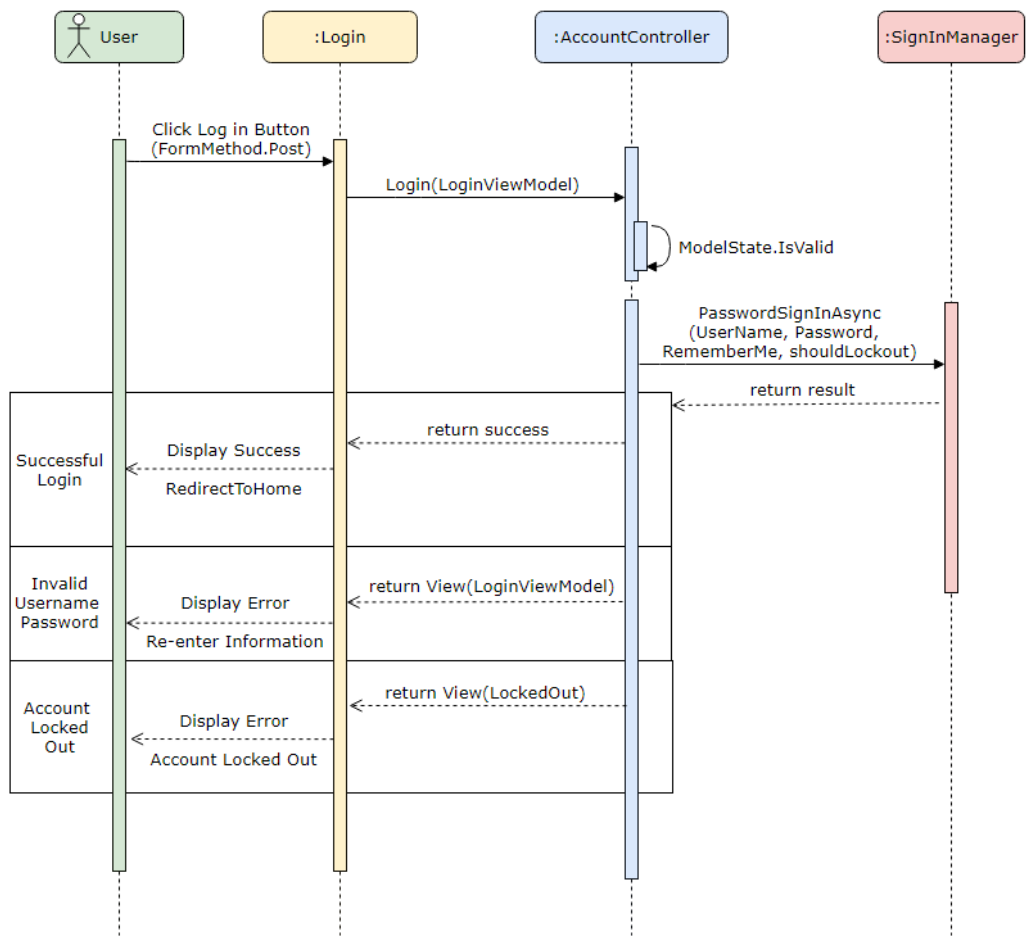 User
:Login
:AccountController
:SignInManager
Click Log in Button
(FormMethod.Post)
Login(LoginViewModel)
ModelState.IsValid
PasswordSignInAsync
(UserName, Password,
RememberMe, shouldLockout)
return result
return success
Successful
Login
Display Success
RedirectToHome
Invalid
Username
Password
return View(LoginViewModel)
Display Error
Re-enter Information
Account
Locked
Out
return View(LockedOut)
Display Error
Account Locked Out